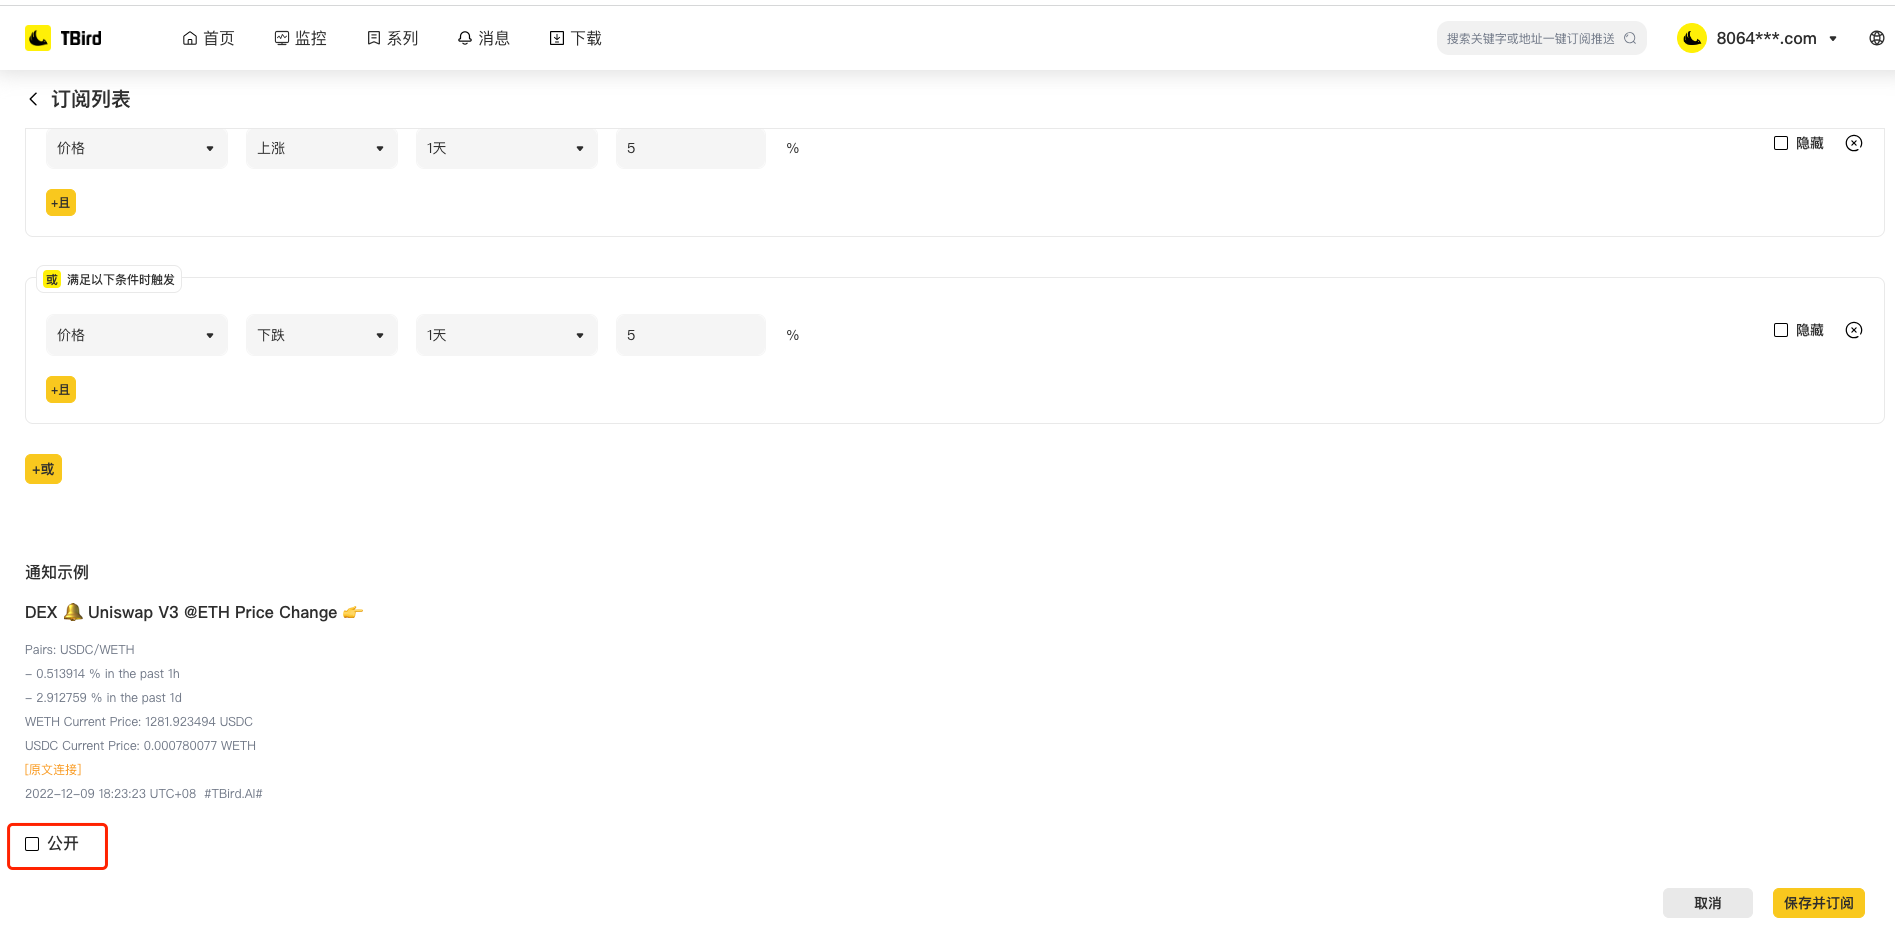 TBird 首页 监控 系列 消息 下载 搜索关键字或地址一键订阅推送 8064***.com
订阅列表
价格 上涨 1天 5 % 隐藏
+且
或 满足以下条件时触发
价格 下跌 1天 5 % 隐藏
+且
+或
通知示例
DEX 🔔 Uniswap V3 @ETH Price Change 👉
Pairs: USDC/WETH
- 0.513914 % in the past 1h
- 2.912759 % in the past 1d
WETH Current Price: 1281.923494 USDC
USDC Current Price: 0.000780077 WETH
[原文连接]
2022-12-09 18:23:23 UTC+08 #TBird.AI#
公开
取消 保存并订阅